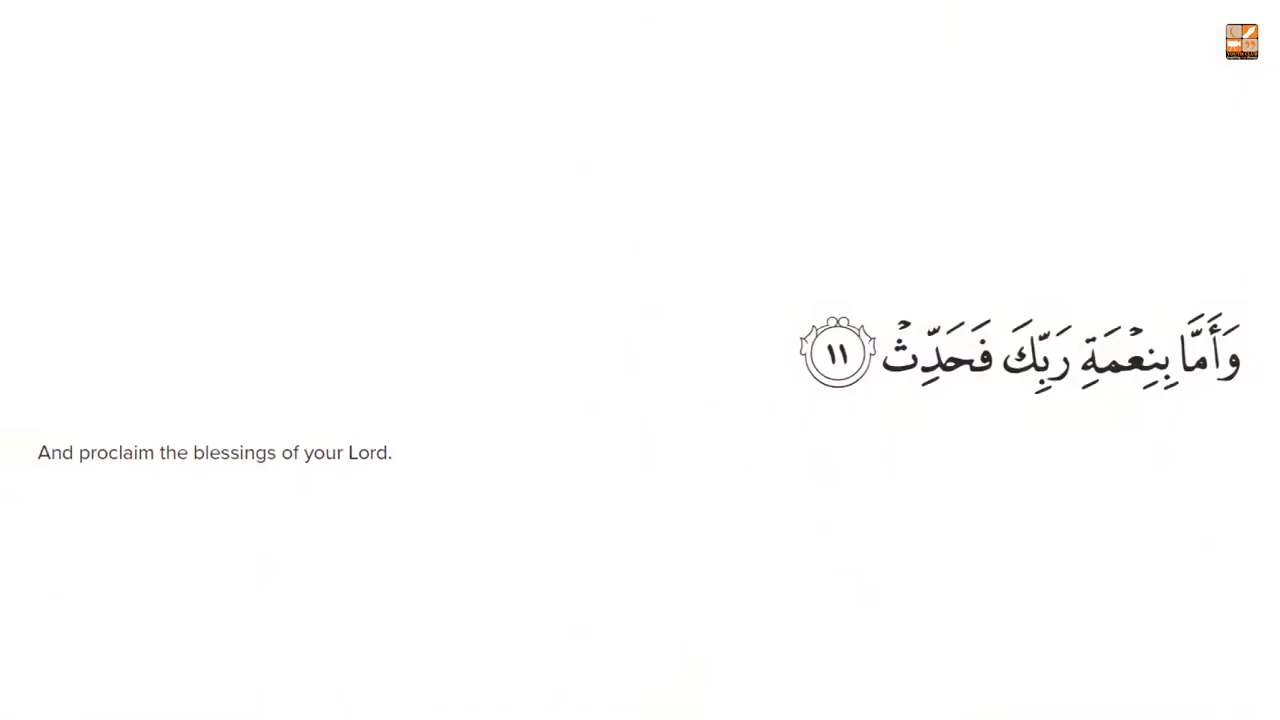 وَأَمَّا بِنِعۡمَةِ رَبِّكَ فَحَدِّثۡ ١١
And proclaim the blessings of your Lord.